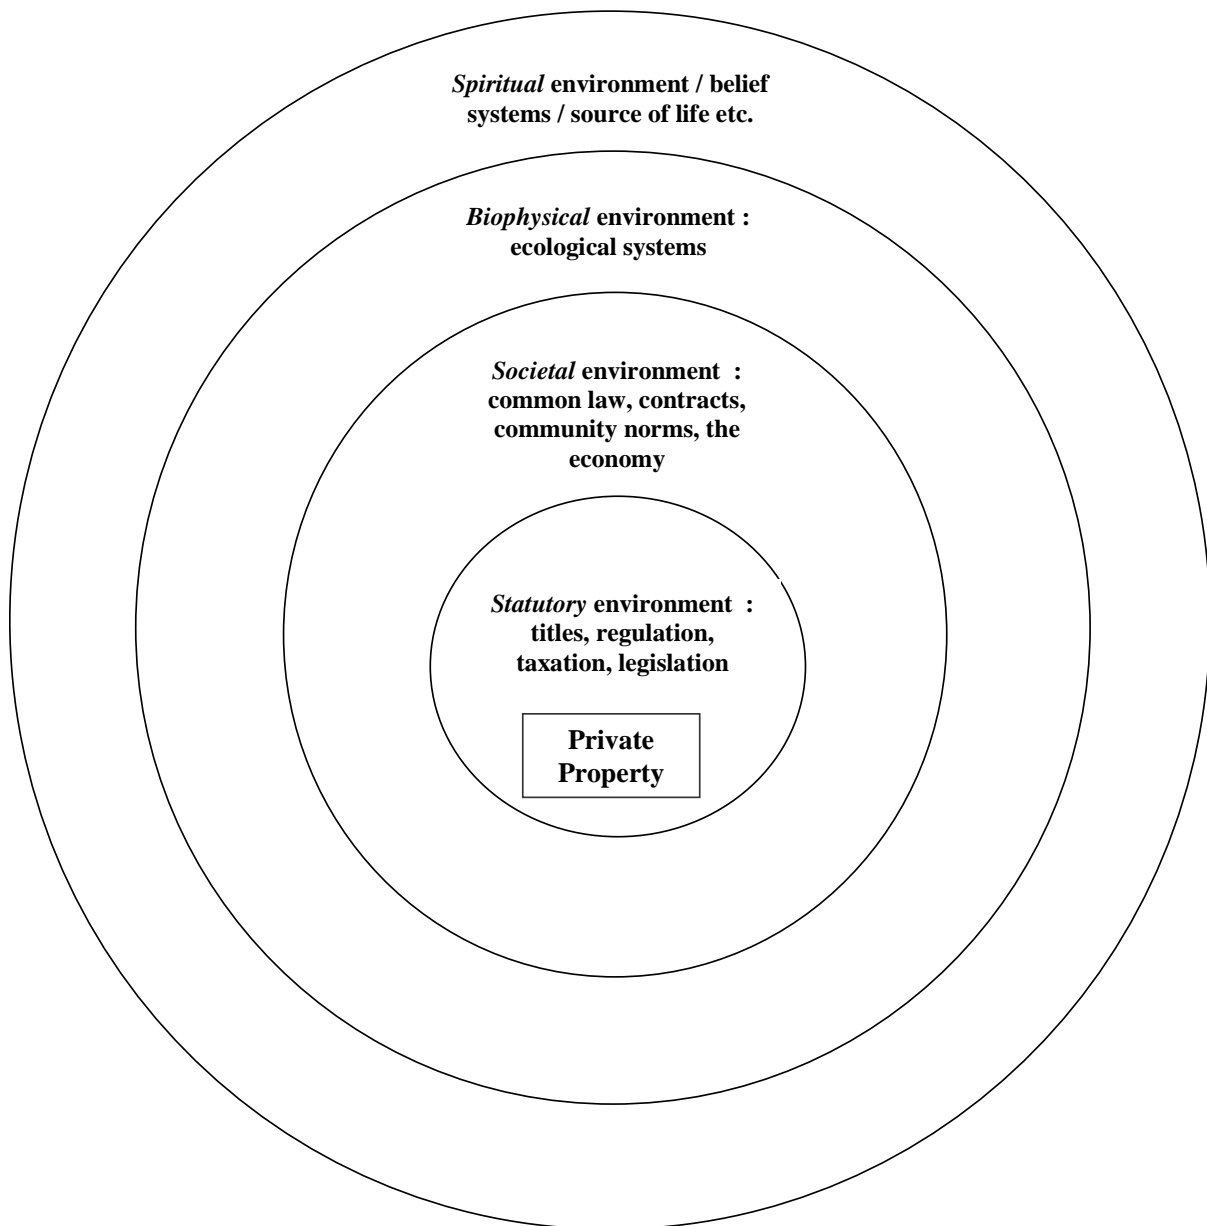 Spiritual environment / belief
systems / source of life etc.
Biophysical environment :
ecological systems
Societal environment  :
common law, contracts,
community norms, the
economy
Statutory environment  :
titles, regulation,
taxation, legislation
Private
Property